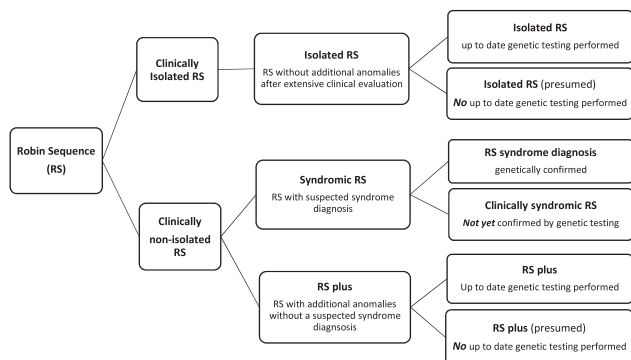 Robin Sequence
(RS)
Clinically
Isolated RS
Clinically
non-isolated
RS
Isolated RS
RS without additional anomalies
after extensive clinical evaluation
Syndromic RS
RS with suspected syndrome
diagnosis
RS plus
RS with additional anomalies
without a suspected syndrome
diagnsosis
Isolated RS
up to date genetic testing performed
Isolated RS (presumed)
No up to date genetic testing performed
RS syndrome diagnosis
genetically confirmed
Clinically syndromic RS
Not yet confirmed by genetic testing
RS plus
Up to date genetic testing performed
RS plus (presumed)
No up to date genetic testing performed